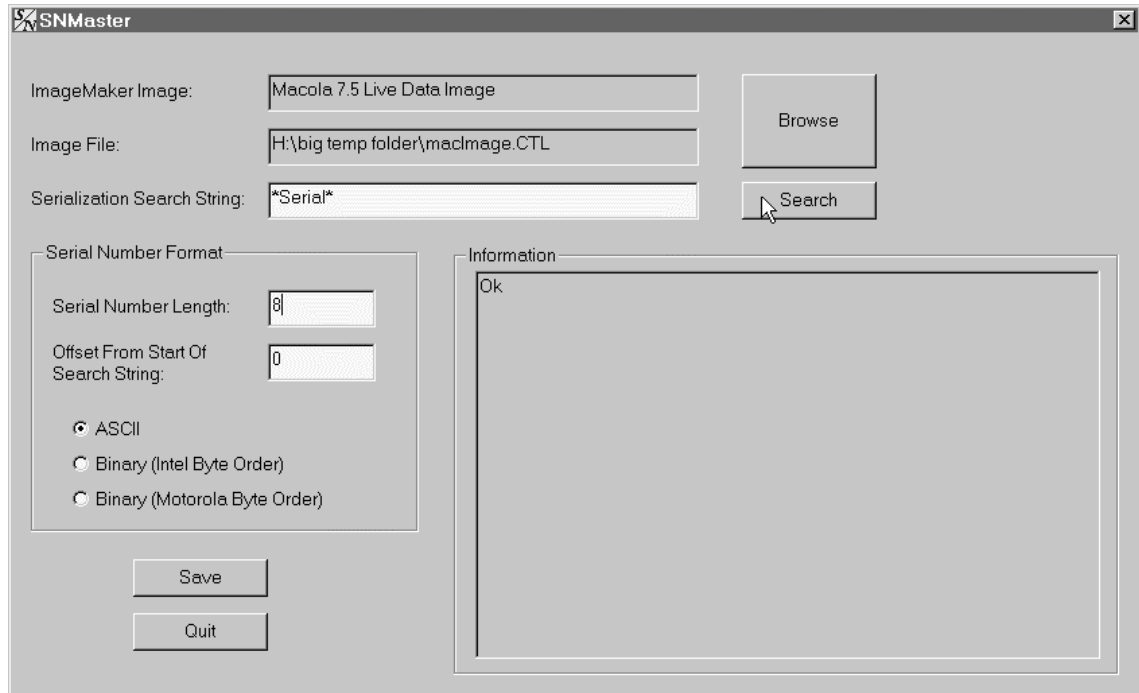 S/N SNMaster
ImageMaker Image: Macola 7.5 Live Data Image
Browse
Image File: H:\big temp folder\macImage.CTL
Serialization Search String: *Serial* Search
Serial Number Format
Serial Number Length: 8
Offset From Start Of
Search String: 0
ASCII
Binary (Intel Byte Order)
Binary (Motorola Byte Order)
Save
Quit
Information
Ok